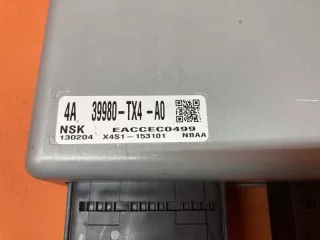 4A 39980-TX4-A0
NSK EACCEC0499
130204 X4S1-153101 NBAA